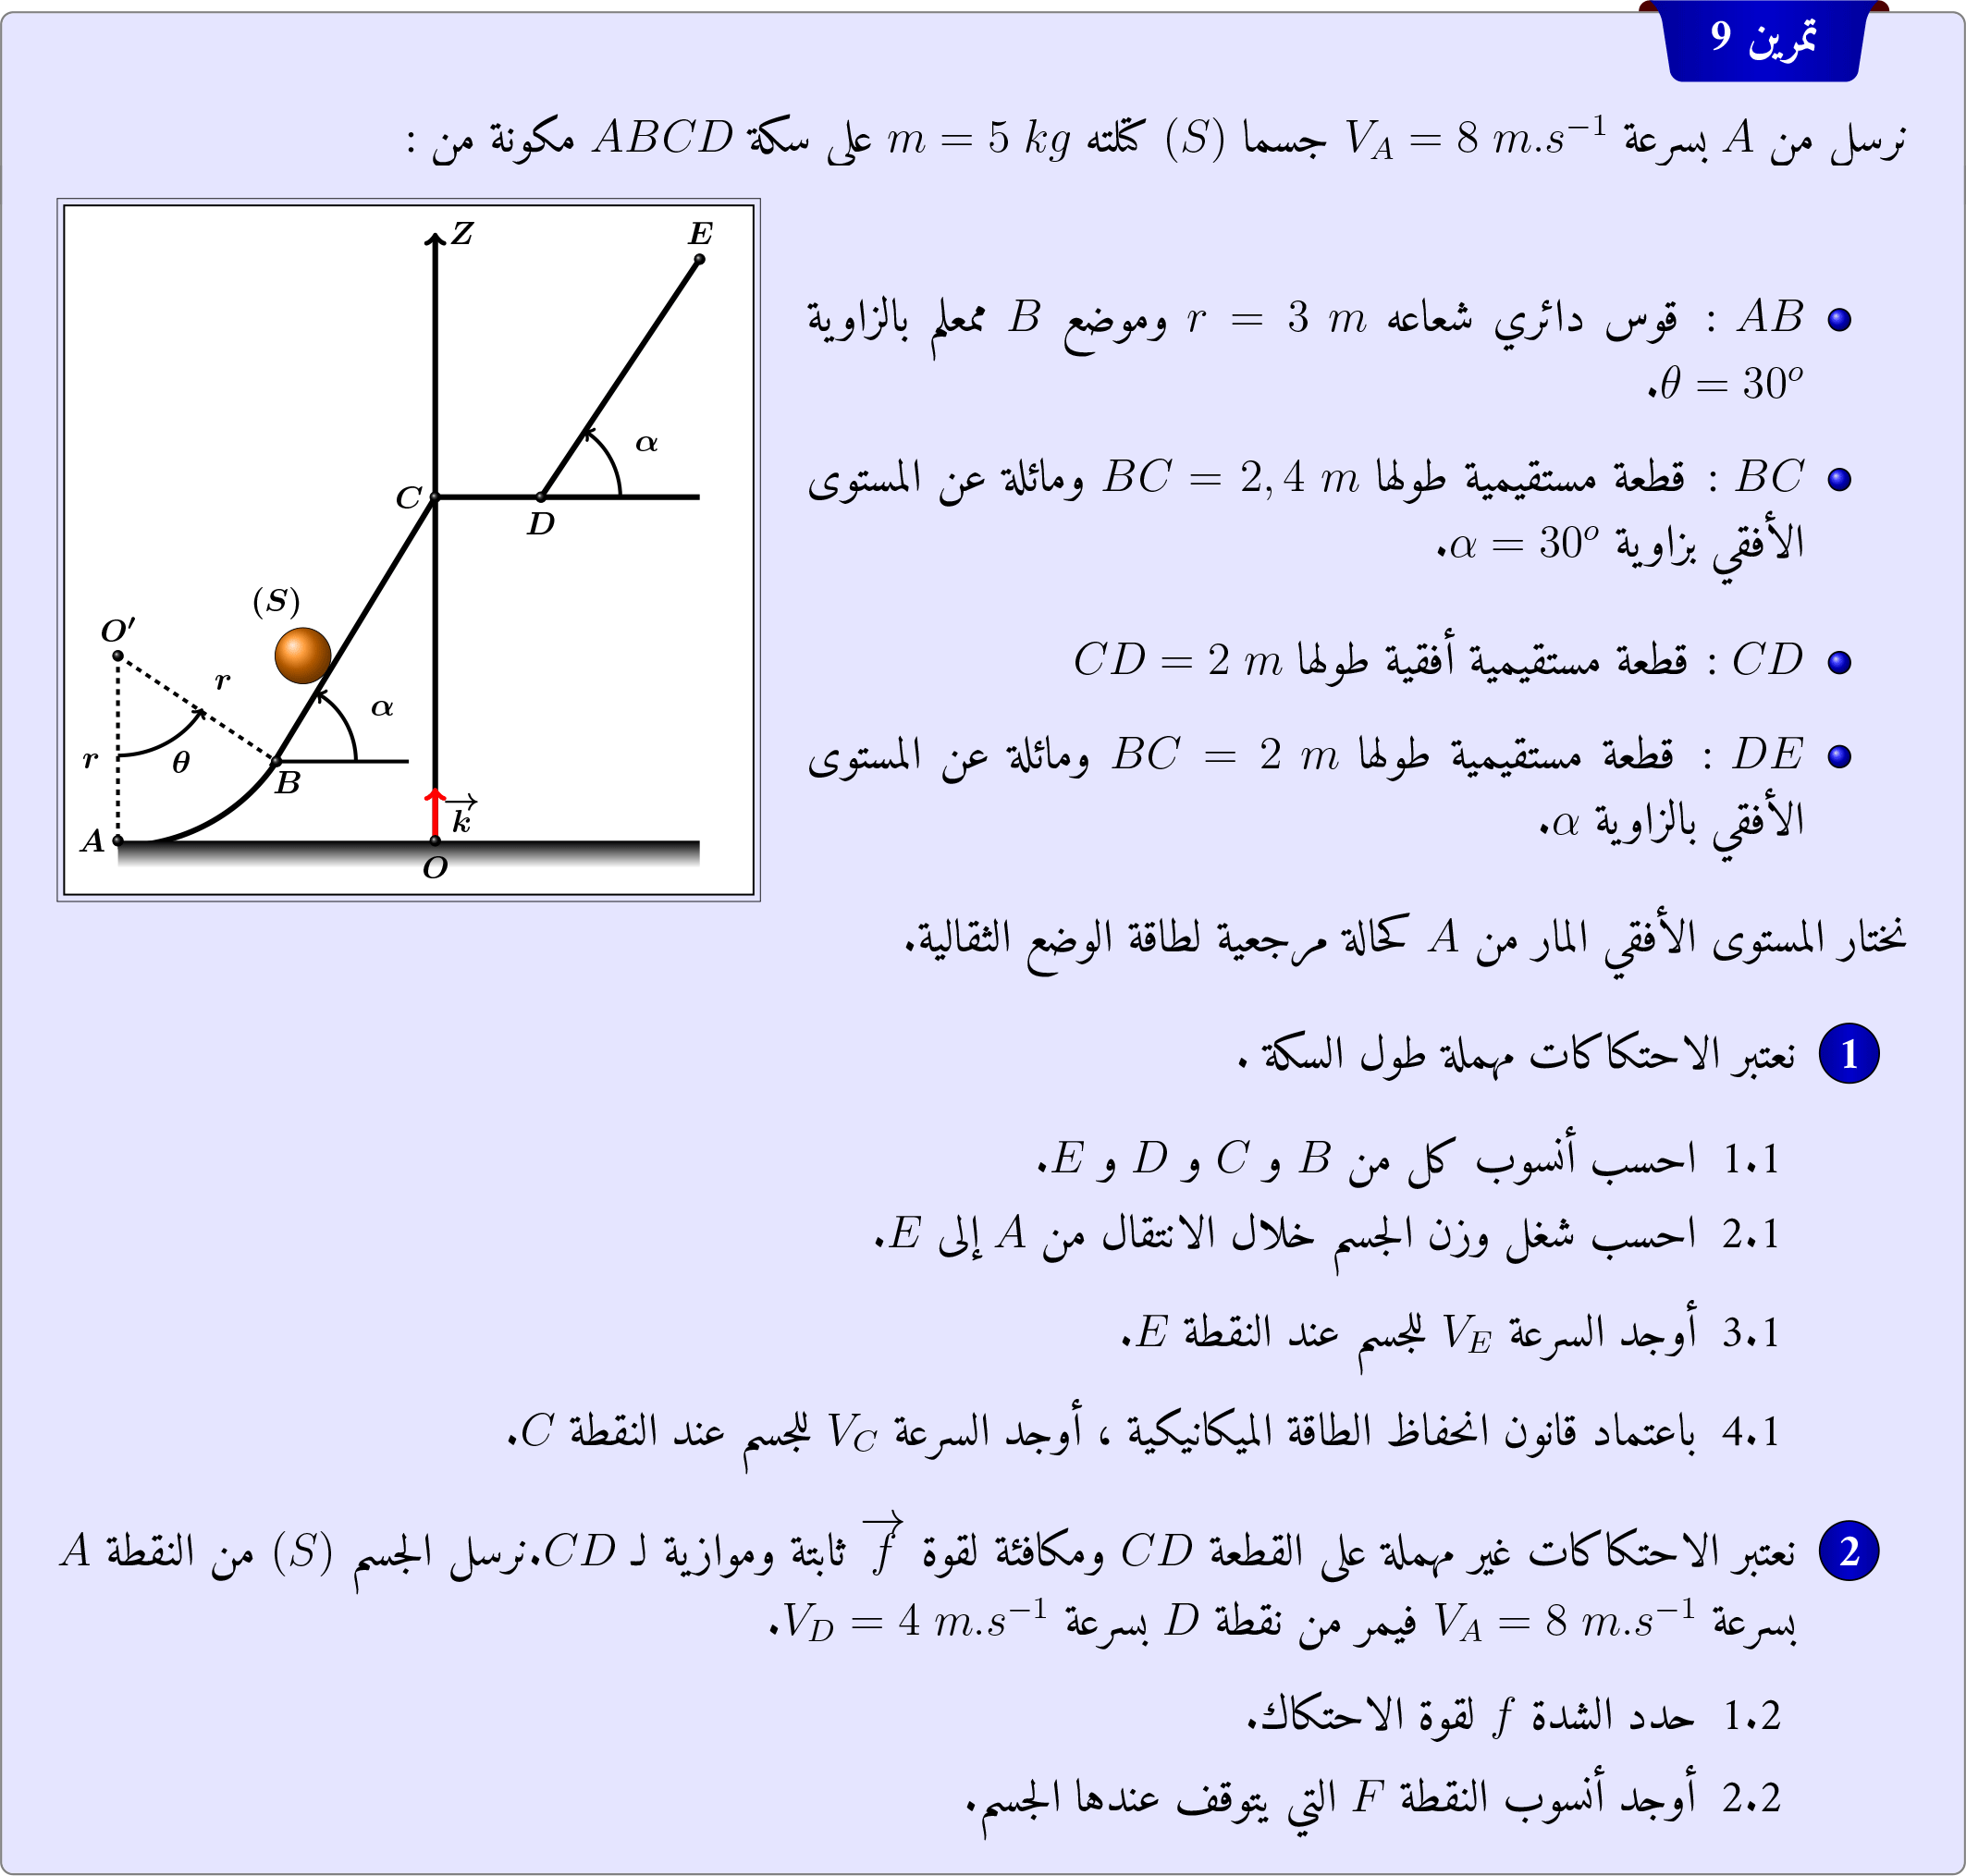 تمرين 9
نرسل من A بسرعة V_A = 8 m.s^{-1} جسما (S) كتلته m = 5 kg على سكة ABCD مكونة من :
AB : قوس دائري شعاعه r = 3 m وموضع B ممعلم بالزاوية
θ = 30^o.
BC : قطعة مستقيمية طولها BC = 2,4 m ومائلة عن المستوى
الأفقي بزاوية α = 30^o.
CD : قطعة مستقيمية أفقية طولها CD = 2 m
DE : قطعة مستقيمية طولها BC = 2 m ومائلة عن المستوى
الأفقي بالزاوية α.
Z
E
α
C
D
(S)
O′
r
α
r
θ
B
\overrightarrow{k}
A
O
نختار المستوى الأفقي المار من A كحالة مرجعية لطاقة الوضع الثقالية.
1 نعتبر الاحتكاكات مهملة طول السكة .
1.1 احسب أنسوب كل من B و C و D و E.
2.1 احسب شغل وزن الجسم خلال الانتقال من A إلى E.
3.1 أوجد السرعة V_E للجسم عند النقطة E.
4.1 باعتماد قانون انحفاظ الطاقة الميكانيكية ، أوجد السرعة V_C للجسم عند النقطة C.
2 نعتبر الاحتكاكات غير مهملة على القطعة CD ومكافئة لقوة \overrightarrow{f} ثابتة وموازية لـ CD.نرسل الجسم (S) من النقطة A
بسرعة V_A = 8 m.s^{-1} فيمر من نقطة D بسرعة V_D = 4 m.s^{-1}.
1.2 حدد الشدة f لقوة الاحتكاك.
2.2 أوجد أنسوب النقطة F التي يتوقف عندها الجسم.